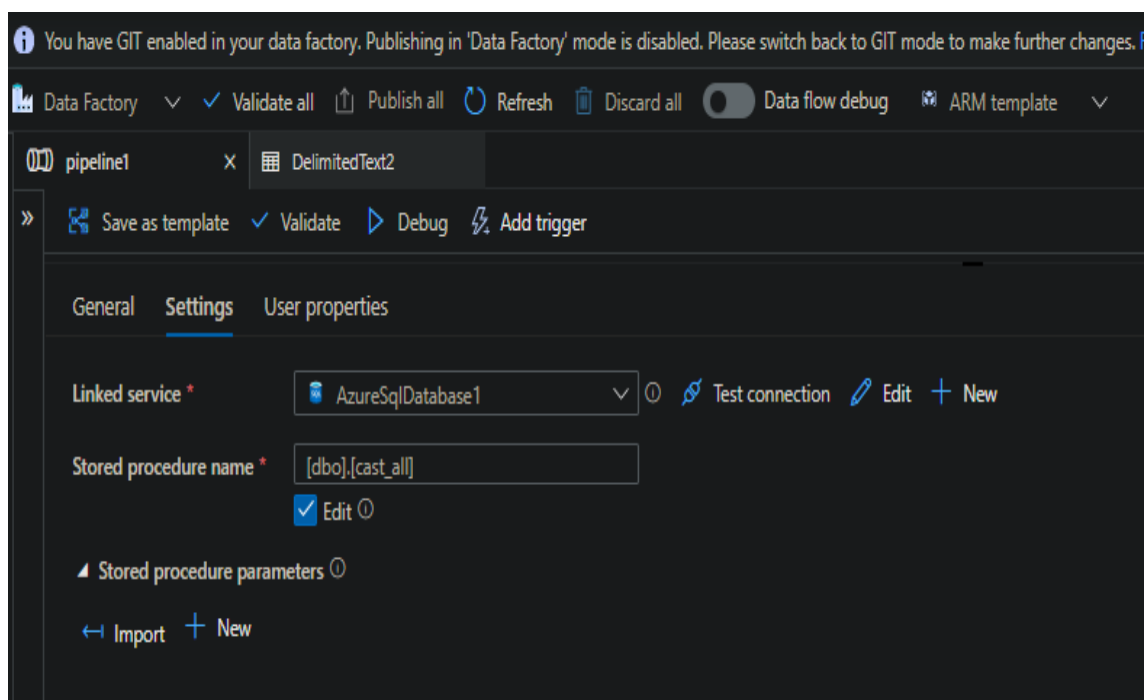 You have GIT enabled in your data factory. Publishing in 'Data Factory' mode is disabled. Please switch back to GIT mode to make further changes.
Data Factory Validate all Publish all Refresh Discard all Data flow debug ARM template
pipeline1 DelimitedText2
Save as template Validate Debug Add trigger
General Settings User properties
Linked service * AzureSqlDatabase1 Test connection Edit New
Stored procedure name * [dbo].[cast_all]
Edit
Stored procedure parameters
Import New